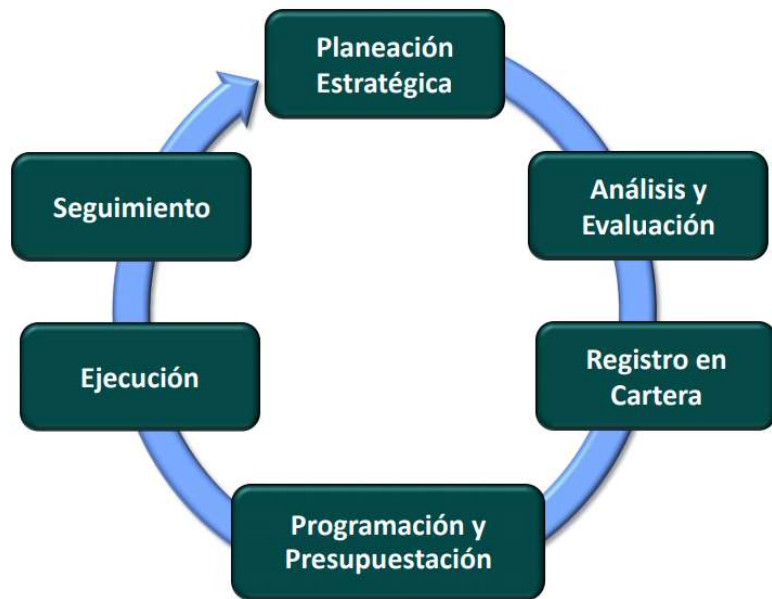 Planeación
Estratégica
Análisis y
Evaluación
Registro en
Cartera
Programación y
Presupuestación
Ejecución
Seguimiento